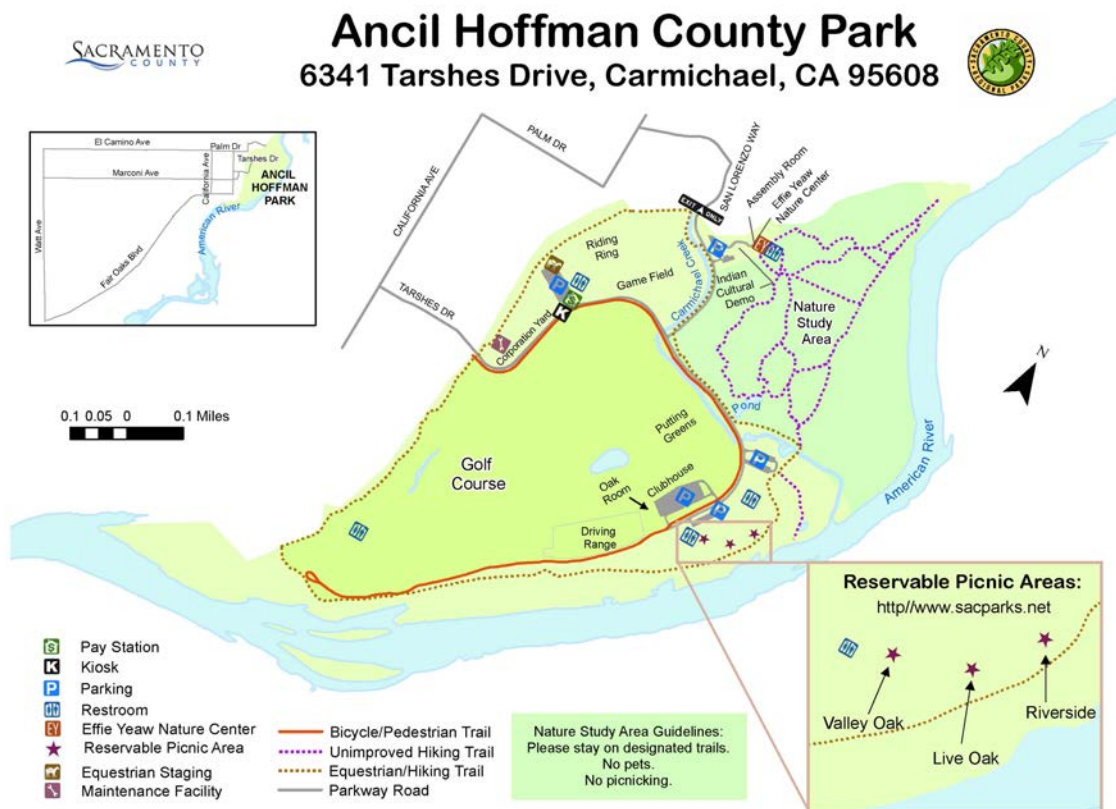 SACRAMENTO
COUNTY
Ancil Hoffman County Park
6341 Tarshes Drive, Carmichael, CA 95608
SACRAMENTO COUNTY
REGIONAL PARKS
El Camino Ave
Palm Dr
Tarshes Dr
Marconi Ave
California Ave
ANCIL
HOFFMAN
PARK
American River
Watt Ave
Fair Oaks Blvd
PALM DR
CALIFORNIA AVE
SAN LORENZO WAY
EXIT ONLY
Assembly Room
Effie Yeaw
Nature Center
EY
P
Riding
Ring
Game Field
Carmichael Creek
Indian
Cultural
Demo
Nature
Study
Area
TARSHES DR
P
S
K
Corporation Yard
N
0.1 0.05 0 0.1 Miles
Golf
Course
Putting
Greens
Pond
American River
Oak
Room
Clubhouse
P
P
P
Driving
Range
Reservable Picnic Areas:
http//www.sacparks.net
Valley Oak
Live Oak
Riverside
S Pay Station
K Kiosk
P Parking
Restroom
EY Effie Yeaw Nature Center
Reservable Picnic Area
Equestrian Staging
Maintenance Facility
Bicycle/Pedestrian Trail
Unimproved Hiking Trail
Equestrian/Hiking Trail
Parkway Road
Nature Study Area Guidelines:
Please stay on designated trails.
No pets.
No picnicking.